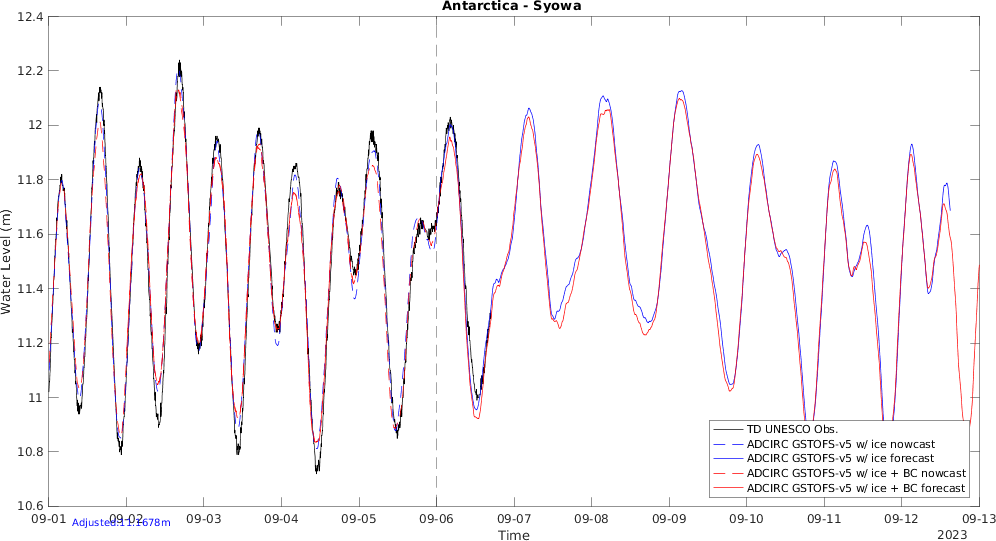 Antarctica - Syowa
12.4
12.2
12
11.8
11.6
11.4
11.2
11
10.8
10.6
Water Level (m)
TD UNESCO Obs.
ADCIRC GSTOFS-v5 w/ ice nowcast
ADCIRC GSTOFS-v5 w/ ice forecast
ADCIRC GSTOFS-v5 w/ ice + BC nowcast
ADCIRC GSTOFS-v5 w/ ice + BC forecast
09-01 09-02 09-03 09-04 09-05 09-06 09-07 09-08 09-09 09-10 09-11 09-12 09-13
Adjusted:11.1678m
Time
2023